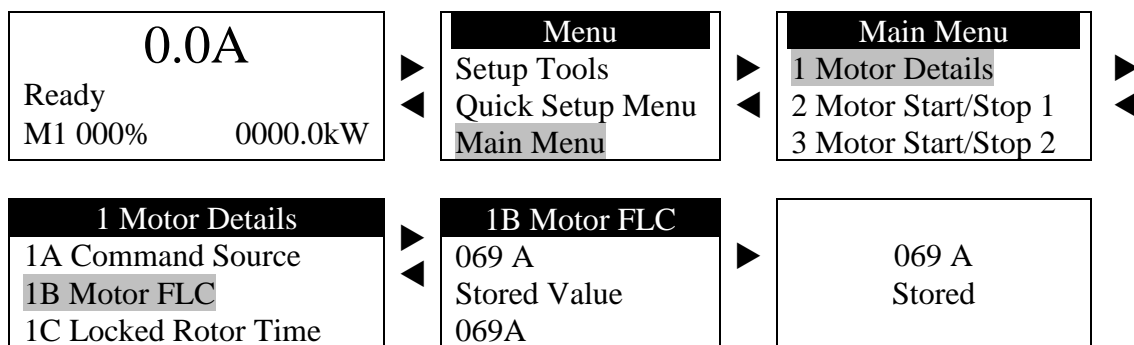 0.0A
Ready
M1 000% 0000.0kW
Menu
Setup Tools
Quick Setup Menu
Main Menu
Main Menu
1 Motor Details
2 Motor Start/Stop 1
3 Motor Start/Stop 2
1 Motor Details
1A Command Source
1B Motor FLC
1C Locked Rotor Time
1B Motor FLC
069 A
Stored Value
069A
069 A
Stored